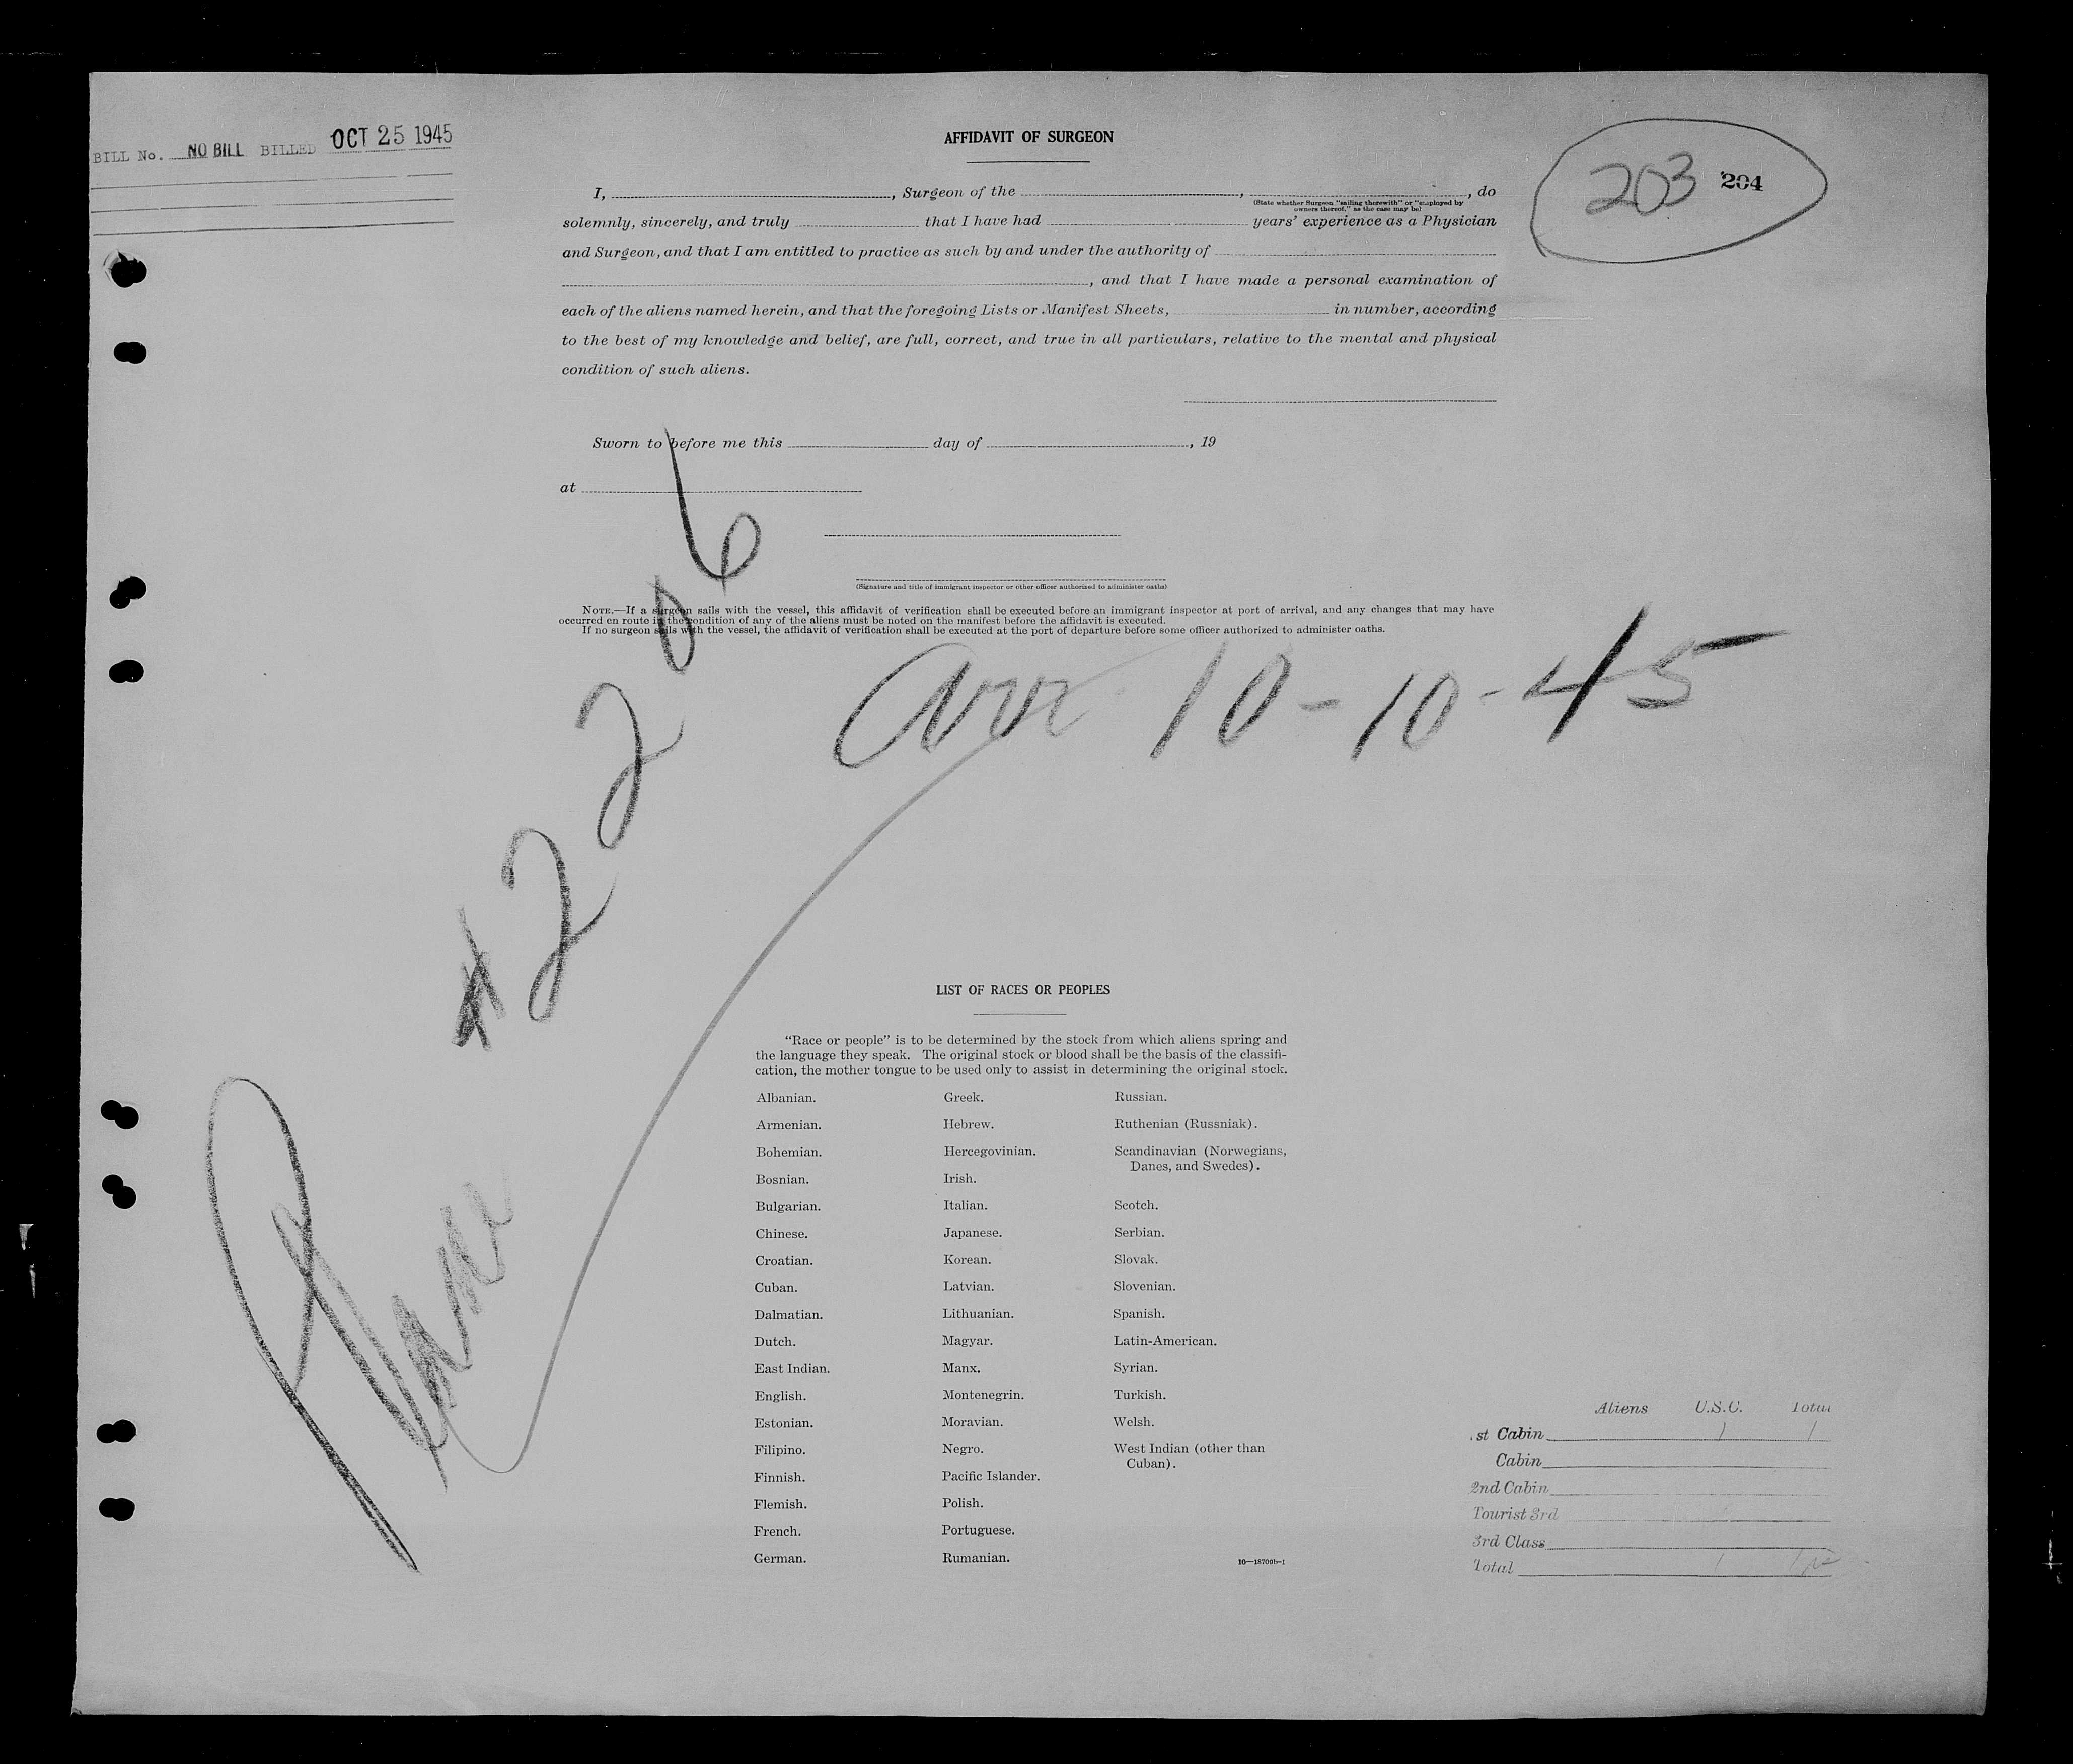 BILL No. NO BILL BILLED OCT 25 1945
AFFIDAVIT OF SURGEON
203 204
I, , Surgeon of the , , do
(State whether Surgeon "sailing therewith" or "employed by
owners thereof," as the case may be)
solemnly, sincerely, and truly that I have had years' experience as a Physician
and Surgeon, and that I am entitled to practice as such by and under the authority of
, and that I have made a personal examination of
each of the aliens named herein, and that the foregoing Lists or Manifest Sheets, in number, according
to the best of my knowledge and belief, are full, correct, and true in all particulars, relative to the mental and physical
condition of such aliens.
Sworn to before me this day of , 19
at
(Signature and title of immigrant inspector or other officer authorized to administer oaths)
NOTE.—If a surgeon sails with the vessel, this affidavit of verification shall be executed before an immigrant inspector at port of arrival, and any changes that may have
occurred en route in the condition of any of the aliens must be noted on the manifest before the affidavit is executed.
If no surgeon sails with the vessel, the affidavit of verification shall be executed at the port of departure before some officer authorized to administer oaths.
Arr 10-10-45
Plane #2206
LIST OF RACES OR PEOPLES
"Race or people" is to be determined by the stock from which aliens spring and
the language they speak. The original stock or blood shall be the basis of the classifi-
cation, the mother tongue to be used only to assist in determining the original stock.
Albanian. Greek. Russian.
Armenian. Hebrew. Ruthenian (Russniak).
Bohemian. Hercegovinian. Scandinavian (Norwegians,
Danes, and Swedes).
Bosnian. Irish.
Bulgarian. Italian. Scotch.
Chinese. Japanese. Serbian.
Croatian. Korean. Slovak.
Cuban. Latvian. Slovenian.
Dalmatian. Lithuanian. Spanish.
Dutch. Magyar. Latin-American.
East Indian. Manx. Syrian.
English. Montenegrin. Turkish.
Estonian. Moravian. Welsh.
Filipino. Negro. West Indian (other than
Cuban).
Finnish. Pacific Islander.
Flemish. Polish.
French. Portuguese.
German. Rumanian.
Aliens U.S.C. Total
st Cabin 1 1
Cabin
2nd Cabin
Tourist 3rd
3rd Class
Total 1 1